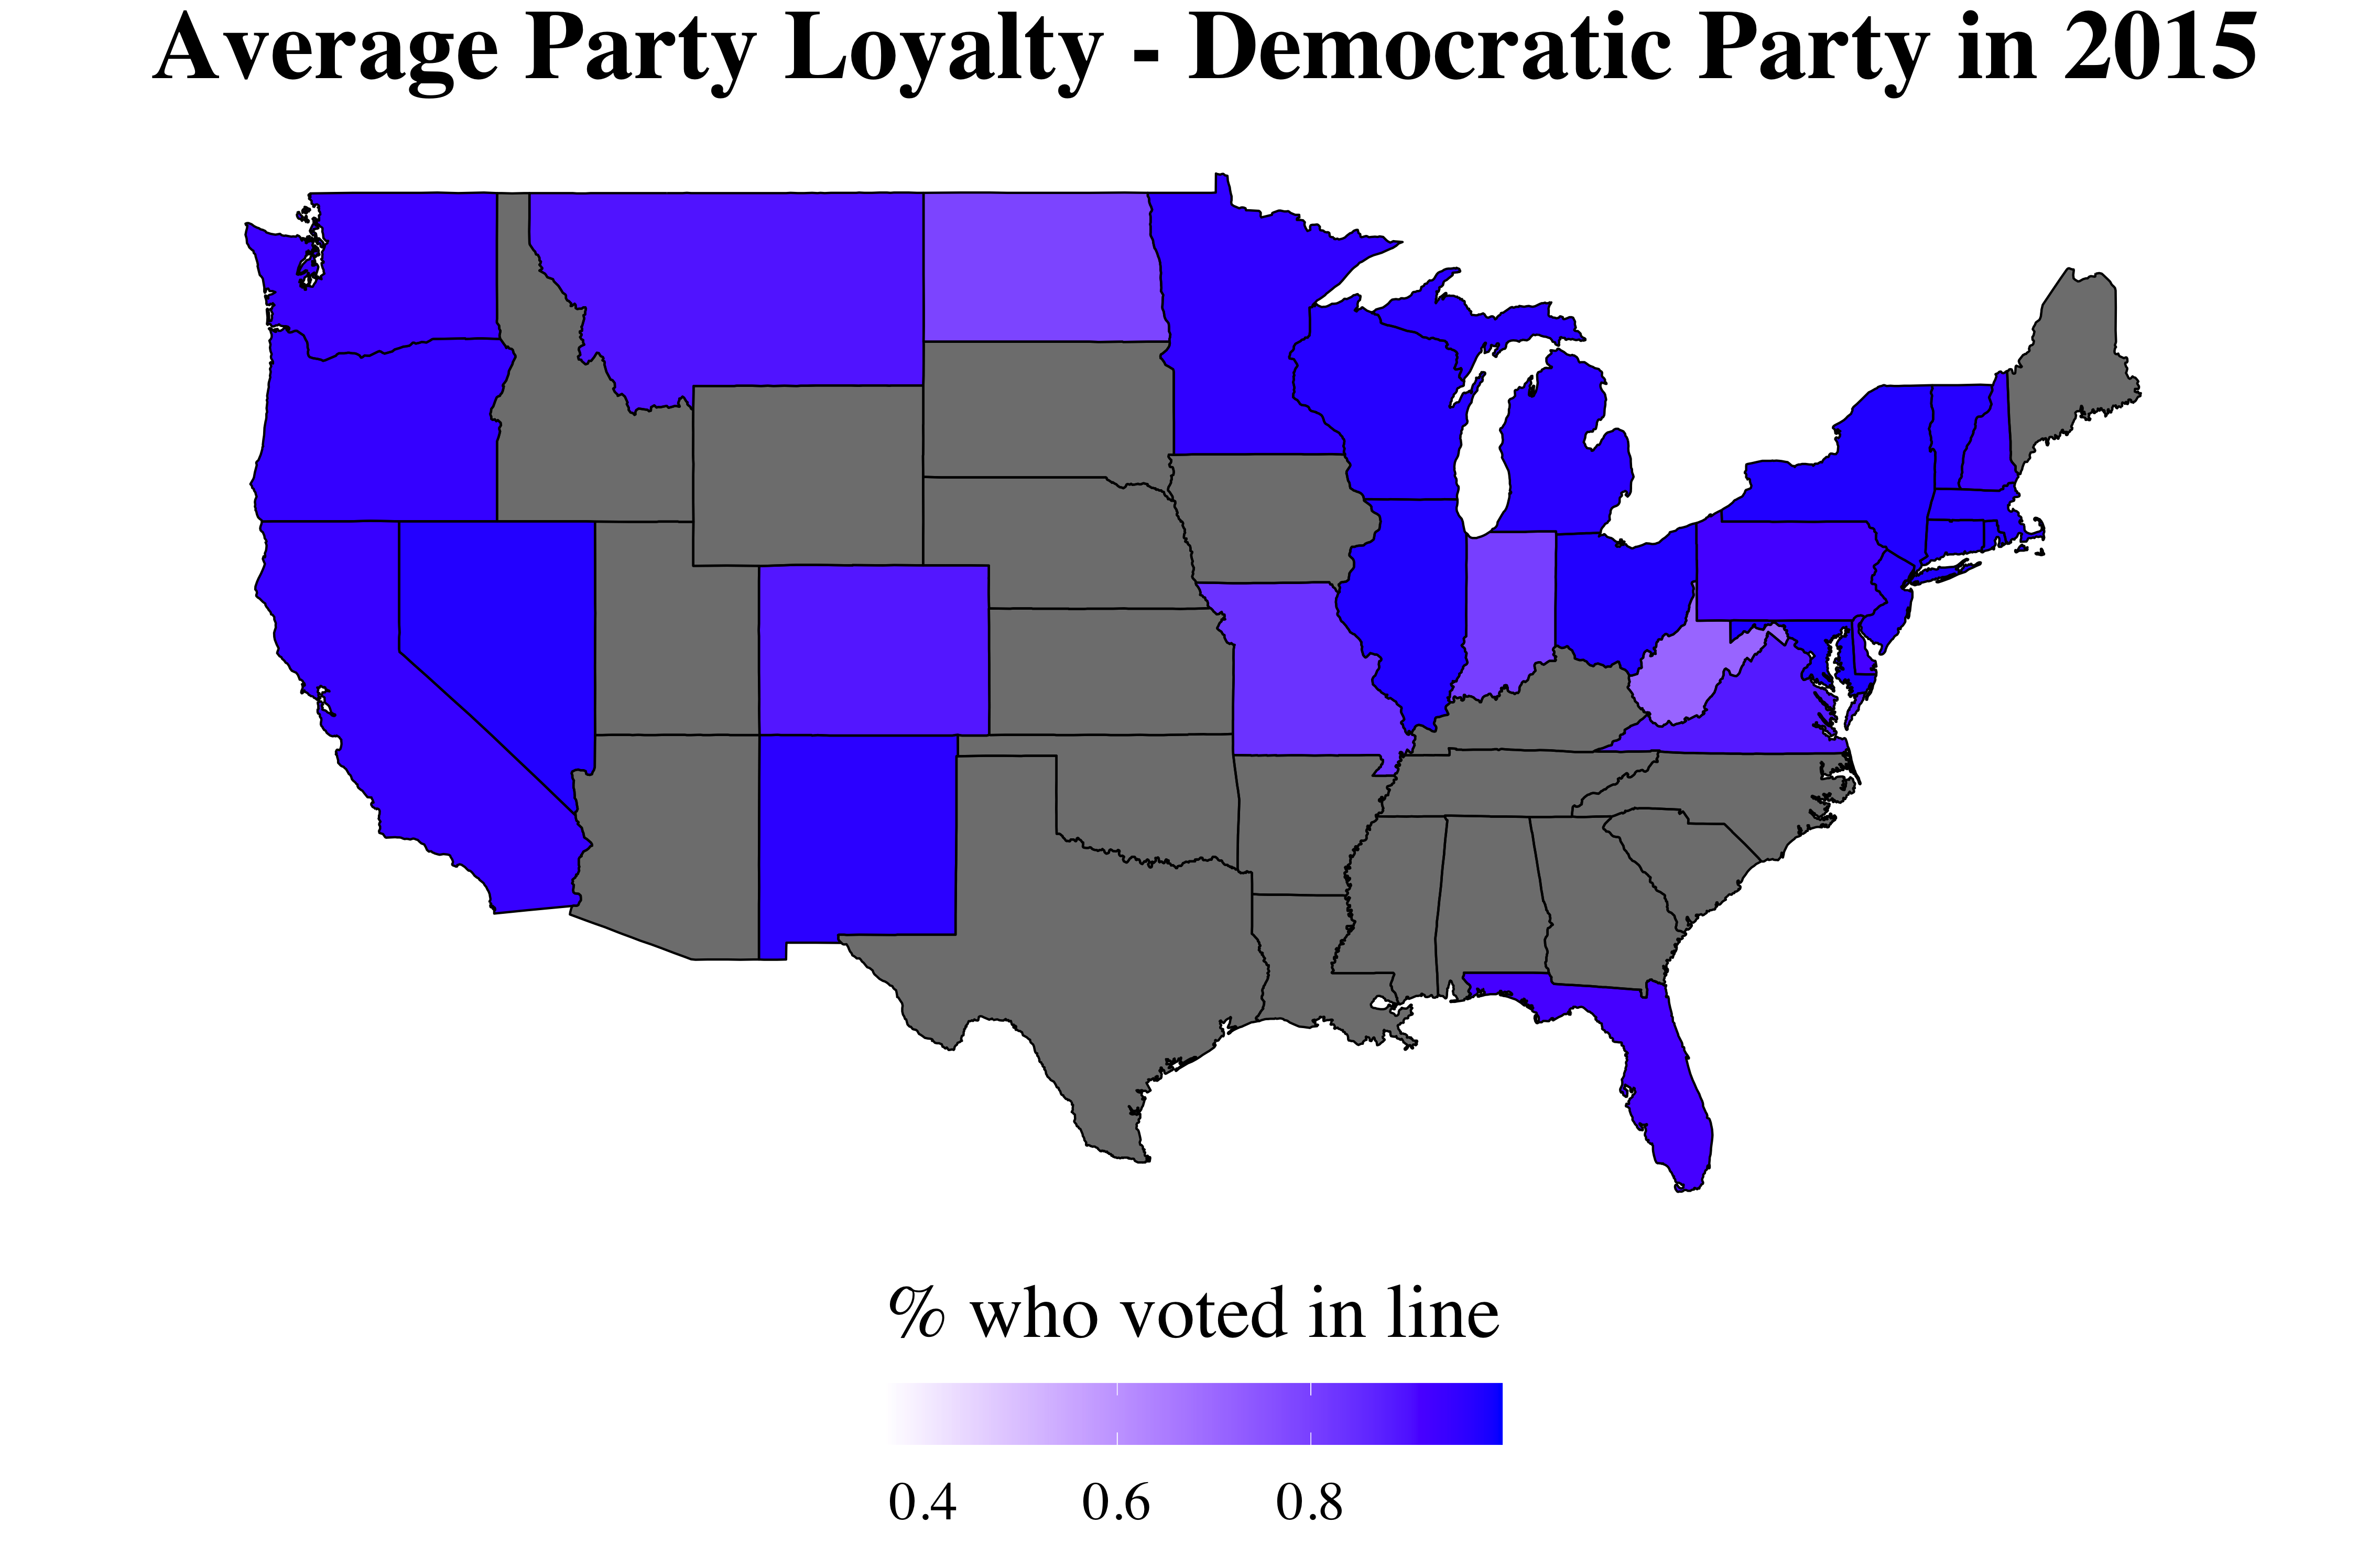 Average Party Loyalty - Democratic Party in 2015
% who voted in line
0.4 0.6 0.8